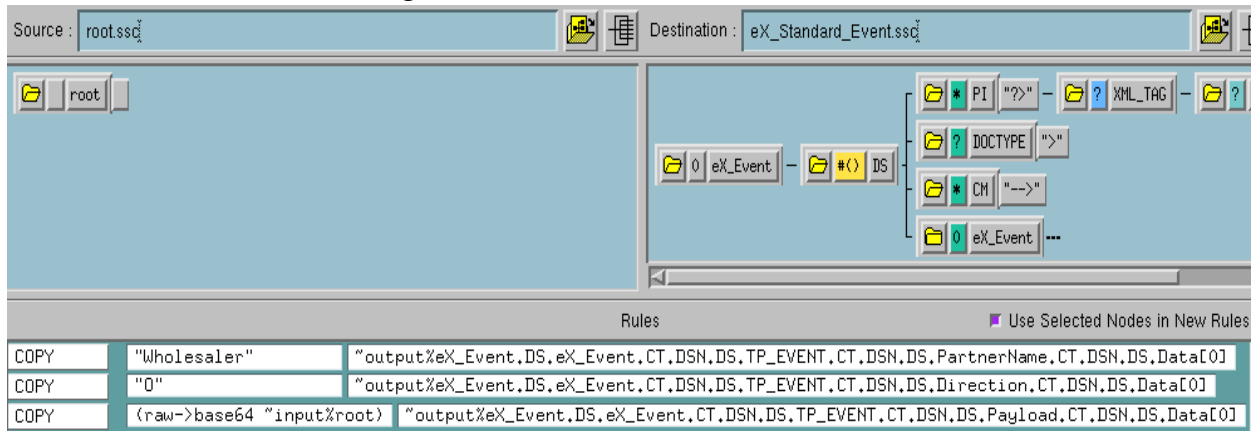 Source : root.ssc Destination : eX_Standard_Event.ssc
root
* PI "?>" ? XML_TAG ?
? DOCTYPE ">"
0 eX_Event #() DS
* CM "-->"
0 eX_Event
Rules Use Selected Nodes in New Rules
COPY "Wholesaler" ~output%eX_Event.DS.eX_Event.CT.DSN.DS.TP_EVENT.CT.DSN.DS.PartnerName.CT.DSN.DS.Data[0]
COPY "O" ~output%eX_Event.DS.eX_Event.CT.DSN.DS.TP_EVENT.CT.DSN.DS.Direction.CT.DSN.DS.Data[0]
COPY (raw->base64 ~input%root) ~output%eX_Event.DS.eX_Event.CT.DSN.DS.TP_EVENT.CT.DSN.DS.Payload.CT.DSN.DS.Data[0]